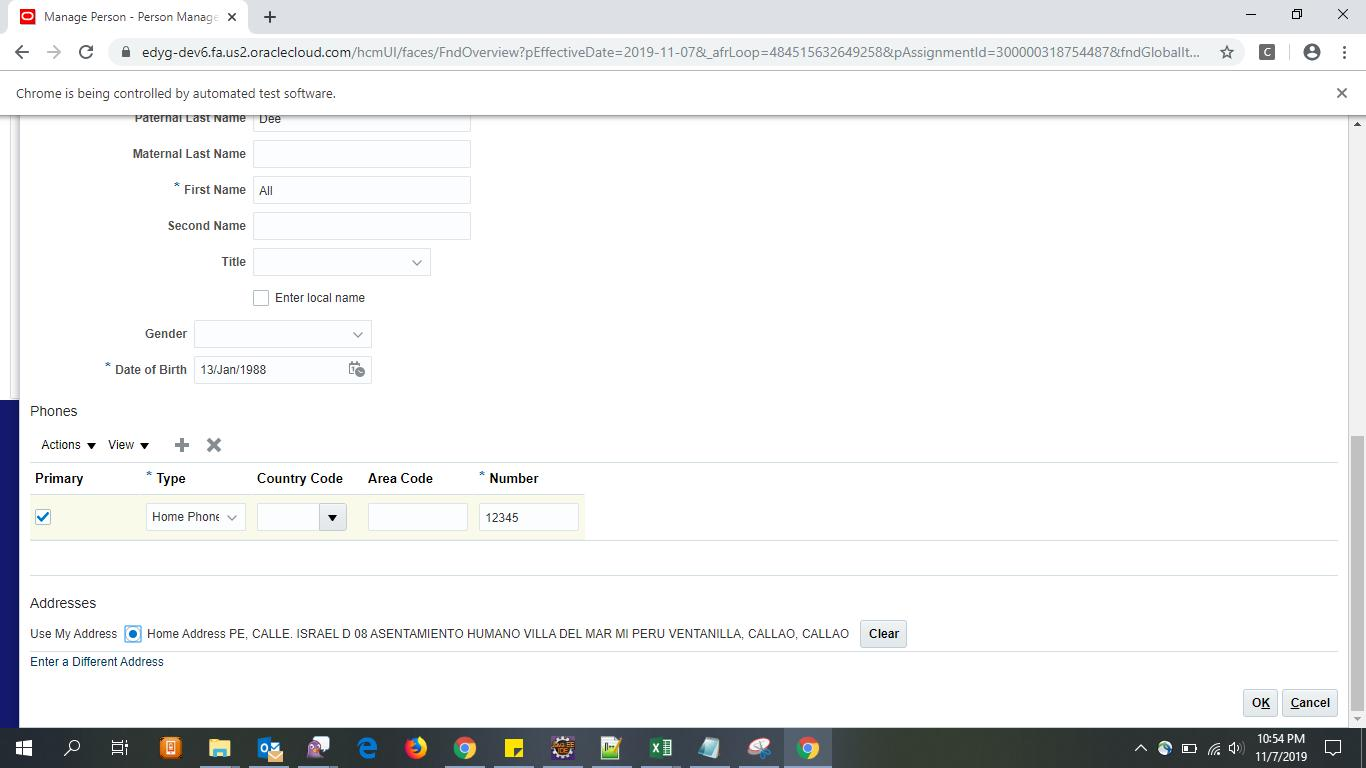 Manage Person - Person Manage
edyg-dev6.fa.us2.oraclecloud.com/hcmUI/faces/FndOverview?pEffectiveDate=2019-11-07&_afrLoop=484515632649258&pAssignmentId=300000318754487&fndGlobalIt...
C
Chrome is being controlled by automated test software.
Paternal Last Name Dee
Maternal Last Name
* First Name All
Second Name
Title
Enter local name
Gender
* Date of Birth 13/Jan/1988
Phones
Actions View
Primary * Type Country Code Area Code * Number
Home Phone 12345
Addresses
Use My Address Home Address PE, CALLE. ISRAEL D 08 ASENTAMIENTO HUMANO VILLA DEL MAR MI PERU VENTANILLA, CALLAO, CALLAO Clear
Enter a Different Address
OK Cancel
10:54 PM
11/7/2019